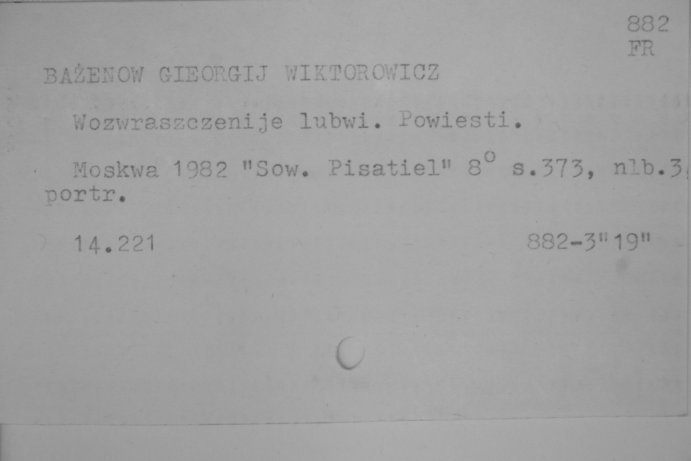 882
FR
BAŻENOW GIEORGIJ WIKTOROWICZ
Wozwraszczenije lubwi. Powiesti.
Moskwa 1982 "Sow. Pisatiel" 8° s.373, nlb.3,
portr.
14.221 882-3"19"